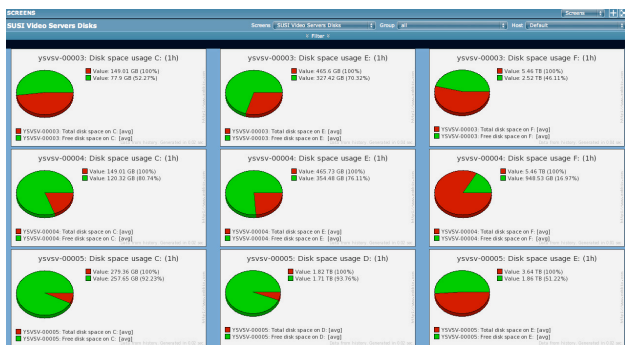 SCREENS
Screens
SUSI Video Servers Disks
Screens SUSI Video Servers Disks Group all Host Default
Filter
ysvsv-00003: Disk space usage C: (1h)
Value: 149.01 GB (100%)
Value: 77.9 GB (52.27%)
YSVSV-00003: Total disk space on C: [avg]
YSVSV-00003: Free disk space on C: [avg]
ysvsv-00003: Disk space usage E: (1h)
Value: 465.6 GB (100%)
Value: 327.42 GB (70.32%)
YSVSV-00003: Total disk space on E: [avg]
YSVSV-00003: Free disk space on E: [avg]
ysvsv-00003: Disk space usage F: (1h)
Value: 5.46 TB (100%)
Value: 2.52 TB (46.11%)
YSVSV-00003: Total disk space on F: [avg]
YSVSV-00003: Free disk space on F: [avg]
ysvsv-00004: Disk space usage C: (1h)
Value: 149.01 GB (100%)
Value: 120.32 GB (80.74%)
YSVSV-00004: Total disk space on C: [avg]
YSVSV-00004: Free disk space on C: [avg]
ysvsv-00004: Disk space usage E: (1h)
Value: 465.73 GB (100%)
Value: 354.48 GB (76.11%)
YSVSV-00004: Total disk space on E: [avg]
YSVSV-00004: Free disk space on E: [avg]
ysvsv-00004: Disk space usage F: (1h)
Value: 5.46 TB (100%)
Value: 948.53 GB (16.97%)
YSVSV-00004: Total disk space on F: [avg]
YSVSV-00004: Free disk space on F: [avg]
ysvsv-00005: Disk space usage C: (1h)
Value: 279.36 GB (100%)
Value: 257.65 GB (92.23%)
YSVSV-00005: Total disk space on C: [avg]
YSVSV-00005: Free disk space on C: [avg]
ysvsv-00005: Disk space usage D: (1h)
Value: 1.82 TB (100%)
Value: 1.71 TB (93.76%)
YSVSV-00005: Total disk space on D: [avg]
YSVSV-00005: Free disk space on D: [avg]
ysvsv-00005: Disk space usage E: (1h)
Value: 3.64 TB (100%)
Value: 1.86 TB (51.22%)
YSVSV-00005: Total disk space on E: [avg]
YSVSV-00005: Free disk space on E: [avg]